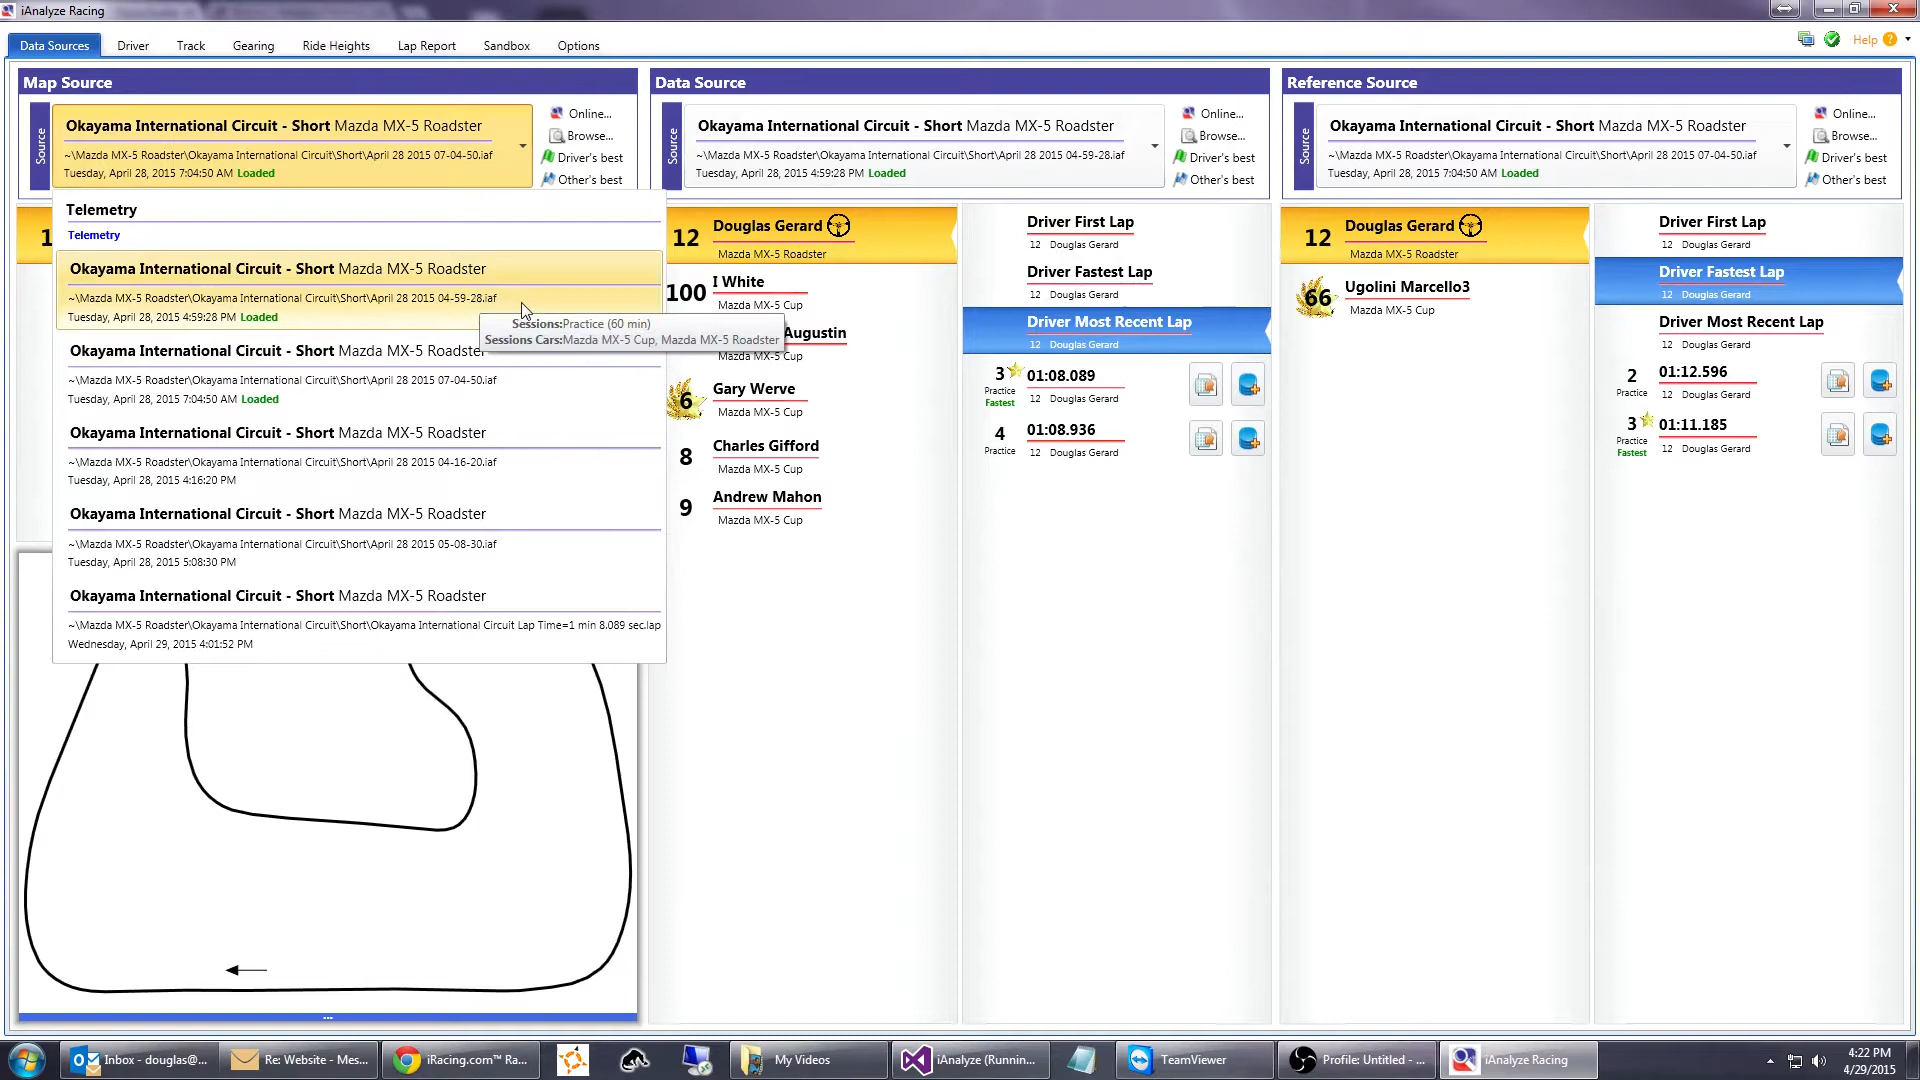 iAnalyze Racing
Data Sources Driver Track Gearing Ride Heights Lap Report Sandbox Options Help
Map Source
Source
Okayama International Circuit - Short Mazda MX-5 Roadster
~\Mazda MX-5 Roadster\Okayama International Circuit\Short\April 28 2015 07-04-50.iaf
Tuesday, April 28, 2015 7:04:50 AM Loaded
Online...
Browse...
Driver's best
Other's best
1
Telemetry
Telemetry
Okayama International Circuit - Short Mazda MX-5 Roadster
~\Mazda MX-5 Roadster\Okayama International Circuit\Short\April 28 2015 04-59-28.iaf
Tuesday, April 28, 2015 4:59:28 PM Loaded
Sessions:Practice (60 min)
Sessions Cars:Mazda MX-5 Cup, Mazda MX-5 Roadster
Okayama International Circuit - Short Mazda MX-5 Roadster
~\Mazda MX-5 Roadster\Okayama International Circuit\Short\April 28 2015 07-04-50.iaf
Tuesday, April 28, 2015 7:04:50 AM Loaded
Okayama International Circuit - Short Mazda MX-5 Roadster
~\Mazda MX-5 Roadster\Okayama International Circuit\Short\April 28 2015 04-16-20.iaf
Tuesday, April 28, 2015 4:16:20 PM
Okayama International Circuit - Short Mazda MX-5 Roadster
~\Mazda MX-5 Roadster\Okayama International Circuit\Short\April 28 2015 05-08-30.iaf
Tuesday, April 28, 2015 5:08:30 PM
Okayama International Circuit - Short Mazda MX-5 Roadster
~\Mazda MX-5 Roadster\Okayama International Circuit\Short\Okayama International Circuit Lap Time=1 min 8.089 sec.lap
Wednesday, April 29, 2015 4:01:52 PM
...
Data Source
Source
Okayama International Circuit - Short Mazda MX-5 Roadster
~\Mazda MX-5 Roadster\Okayama International Circuit\Short\April 28 2015 04-59-28.iaf
Tuesday, April 28, 2015 4:59:28 PM Loaded
Online...
Browse...
Driver's best
Other's best
12 Douglas Gerard
Mazda MX-5 Roadster
100 I White
Mazda MX-5 Cup
Augustin
Mazda MX-5 Cup
6 Gary Werve
Mazda MX-5 Cup
8 Charles Gifford
Mazda MX-5 Cup
9 Andrew Mahon
Mazda MX-5 Cup
Driver First Lap
12 Douglas Gerard
Driver Fastest Lap
12 Douglas Gerard
Driver Most Recent Lap
12 Douglas Gerard
3 01:08.089
Practice 12 Douglas Gerard
Fastest
4 01:08.936
Practice 12 Douglas Gerard
Reference Source
Source
Okayama International Circuit - Short Mazda MX-5 Roadster
~\Mazda MX-5 Roadster\Okayama International Circuit\Short\April 28 2015 07-04-50.iaf
Tuesday, April 28, 2015 7:04:50 AM Loaded
Online...
Browse...
Driver's best
Other's best
12 Douglas Gerard
Mazda MX-5 Roadster
66 Ugolini Marcello3
Mazda MX-5 Cup
Driver First Lap
12 Douglas Gerard
Driver Fastest Lap
12 Douglas Gerard
Driver Most Recent Lap
12 Douglas Gerard
2 01:12.596
Practice 12 Douglas Gerard
3 01:11.185
Practice 12 Douglas Gerard
Fastest
Inbox - douglas@... Re: Website - Mes... iRacing.com™ Ra... My Videos iAnalyze (Runnin... TeamViewer Profile: Untitled - ... iAnalyze Racing
4:22 PM
4/29/2015